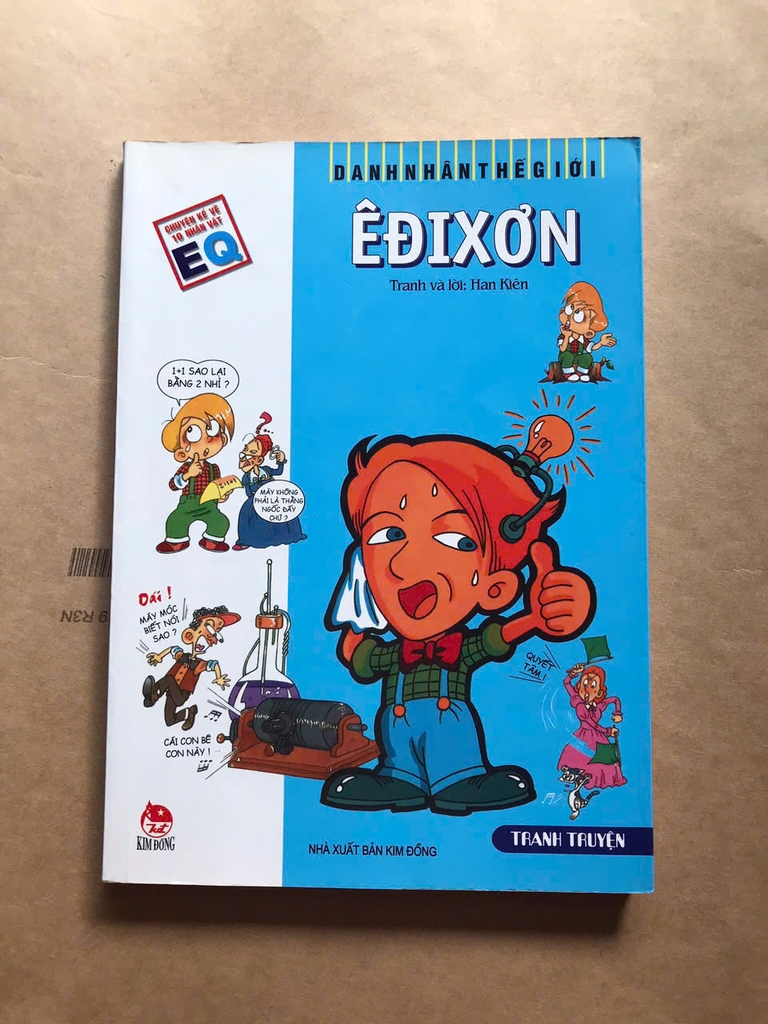 DANH NHÂN THẾ GIỚI
CHUYỆN KỂ VỀ
10 NHÂN VẬT
EQ
ÊĐIXƠN
Tranh và lời: Han Kiên
1+1 SAO LẠI
BẰNG 2 NHỈ ?
MÀY KHÔNG
PHẢI LÀ THẰNG
NGỐC ĐẤY
CHỨ ?
Oái !
MÁY MÓC
BIẾT NÓI
SAO ?
QUYẾT
TÂM !
CÁI CON BÊ
CON NÀY !
KIM ĐỒNG
NHÀ XUẤT BẢN KIM ĐỒNG
TRANH TRUYỆN